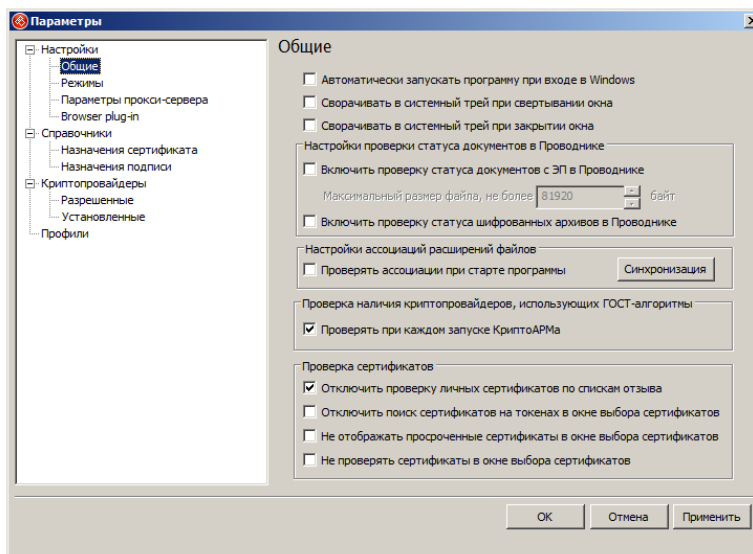 Параметры
Настройки
Общие
Режимы
Параметры прокси-сервера
Browser plug-in
Справочники
Назначения сертификата
Назначения подписи
Криптопровайдеры
Разрешенные
Установленные
Профили
Общие
Автоматически запускать программу при входе в Windows
Сворачивать в системный трей при свертывании окна
Сворачивать в системный трей при закрытии окна
Настройки проверки статуса документов в Проводнике
Включить проверку статуса документов с ЭП в Проводнике
Максимальный размер файла, не более 81920 байт
Включить проверку статуса шифрованных архивов в Проводнике
Настройки ассоциаций расширений файлов
Проверять ассоциации при старте программы Синхронизация
Проверка наличия криптопровайдеров, использующих ГОСТ-алгоритмы
Проверять при каждом запуске КриптоАРМа
Проверка сертификатов
Отключить проверку личных сертификатов по спискам отзыва
Отключить поиск сертификатов на токенах в окне выбора сертификатов
Не отображать просроченные сертификаты в окне выбора сертификатов
Не проверять сертификаты в окне выбора сертификатов
OK Отмена Применить